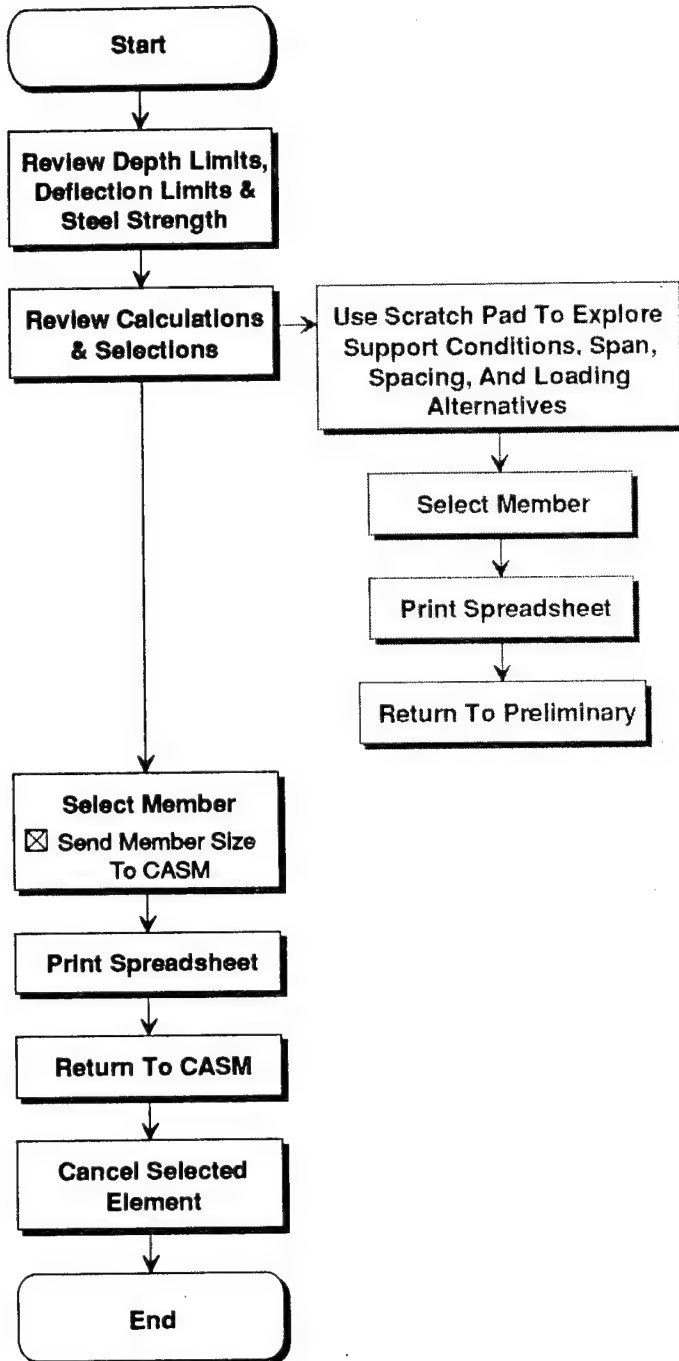 Start
Review Depth Limits,
Deflection Limits &
Steel Strength
Review Calculations
& Selections
Use Scratch Pad To Explore
Support Conditions, Span,
Spacing, And Loading
Alternatives
Select Member
Print Spreadsheet
Return To Preliminary
Select Member
☒ Send Member Size
To CASM
Print Spreadsheet
Return To CASM
Cancel Selected
Element
End